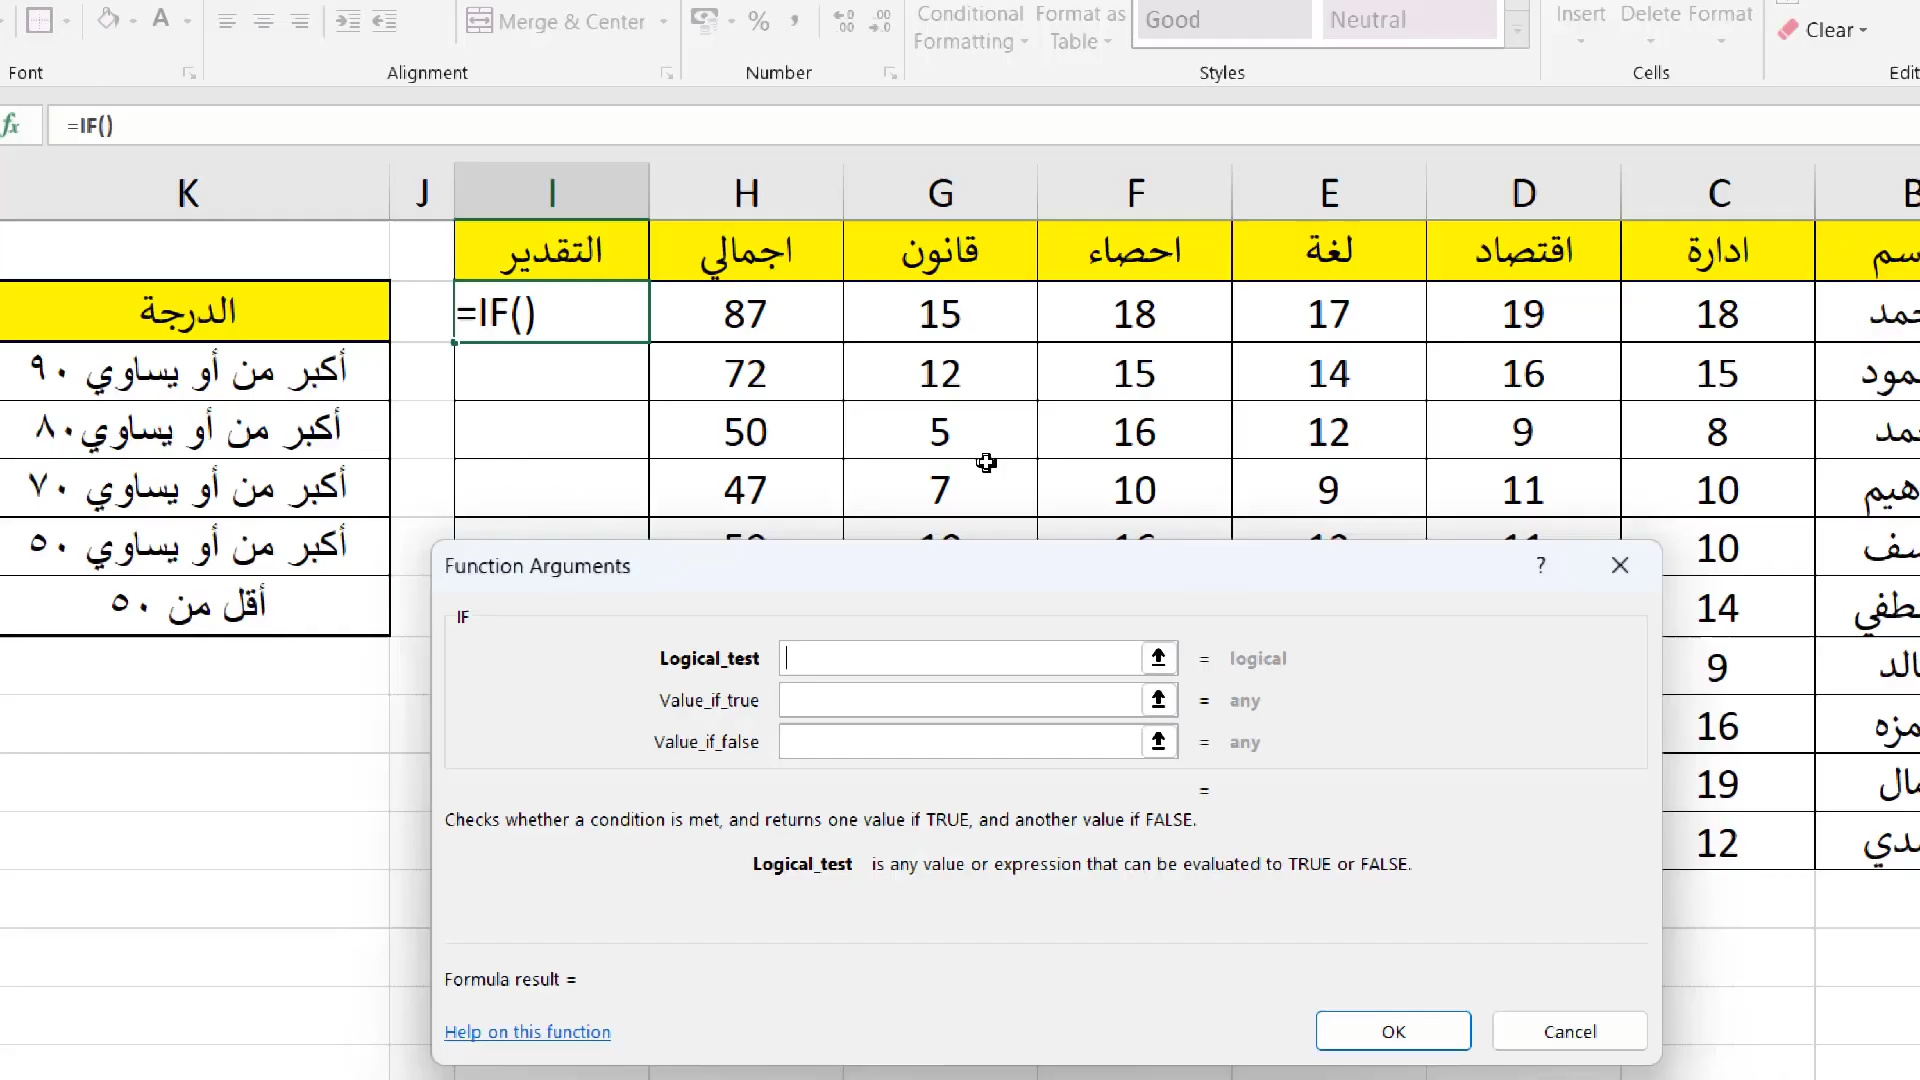 Merge & Center
%
Conditional Formatting
Format as Table
Good
Neutral
Insert
Delete
Format
Clear
Font
Alignment
Number
Styles
Cells
fx
=IF()
K
J
I
H
G
F
E
D
C
التقدير
اجمالي
قانون
احصاء
لغة
اقتصاد
ادارة
الدرجة
=IF()
87
15
18
17
19
18
أكبر من أو يساوي ٩٠
72
12
15
14
16
15
أكبر من أو يساوي٨٠
50
5
16
12
9
8
أكبر من أو يساوي ٧٠
47
7
10
9
11
10
أكبر من أو يساوي ٥٠
10
أقل من ٥٠
14
9
16
19
12
Function Arguments
?
IF
Logical_test
= logical
Value_if_true
= any
Value_if_false
= any
=
Checks whether a condition is met, and returns one value if TRUE, and another value if FALSE.
Logical_test is any value or expression that can be evaluated to TRUE or FALSE.
Formula result =
Help on this function
OK
Cancel